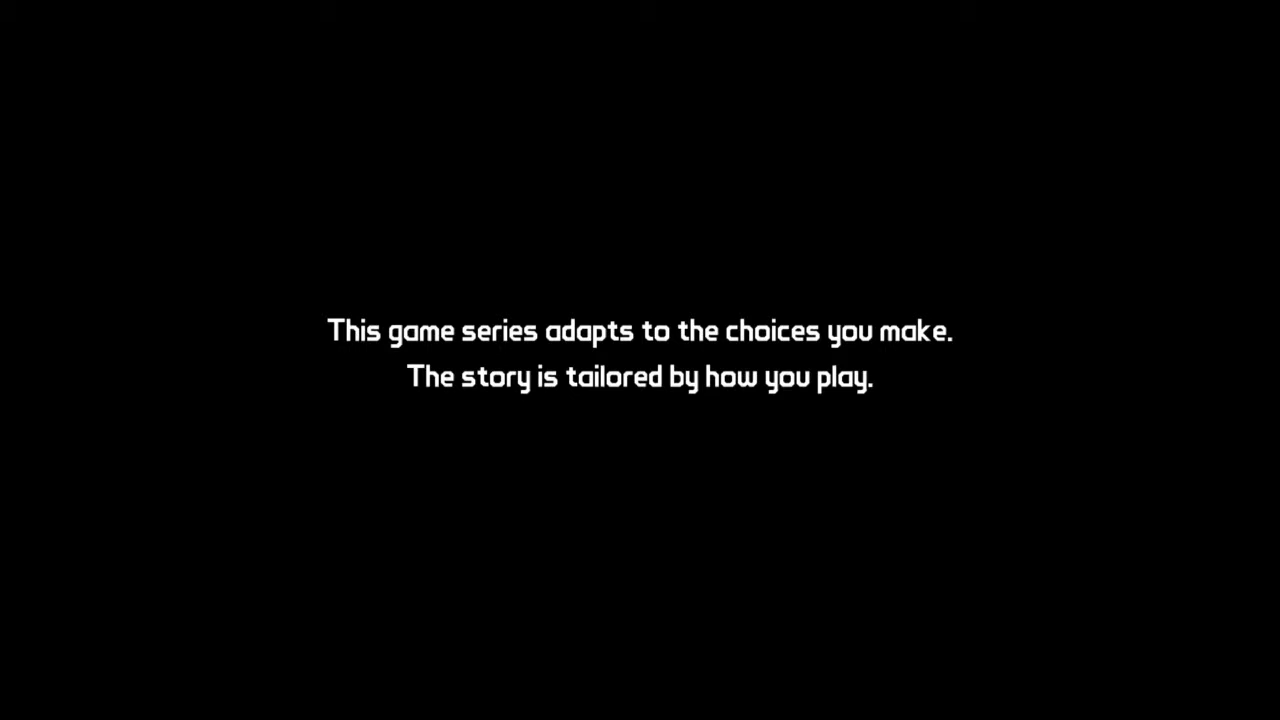 This game series adapts to the choices you make.
The story is tailored by how you play.